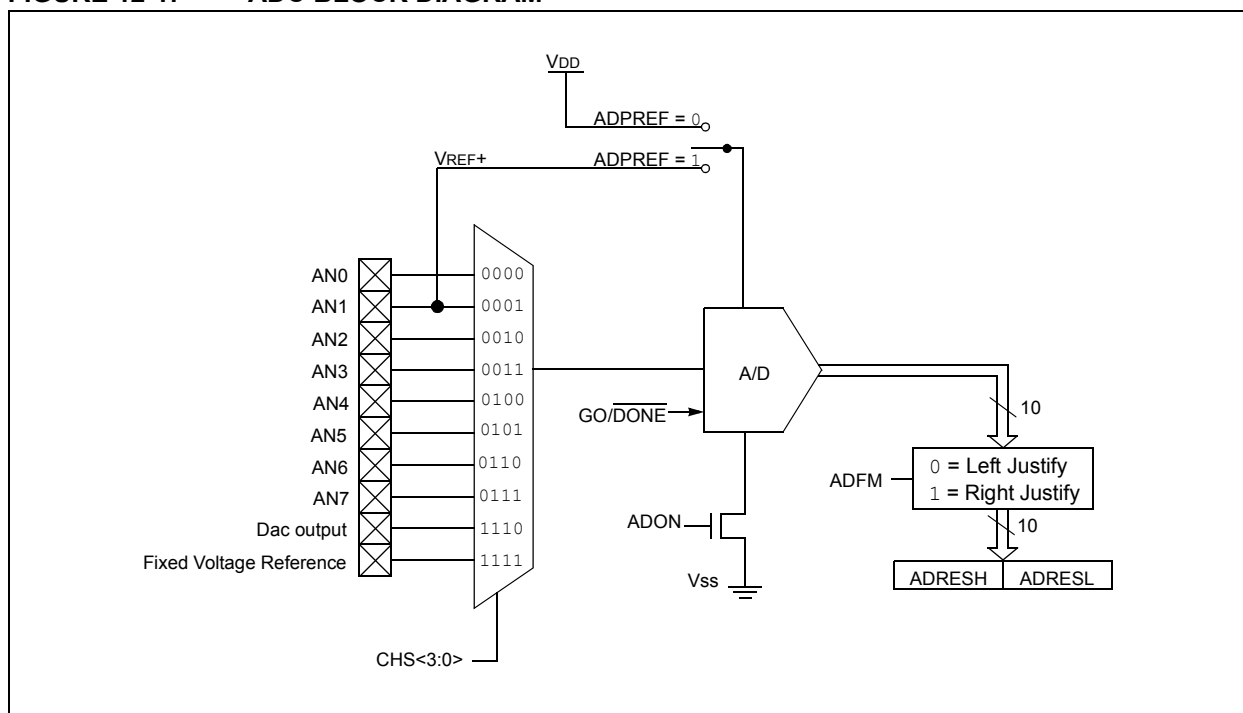 VDD
ADPREF = 0
VREF+
ADPREF = 1
AN0
0000
AN1
0001
AN2
0010
AN3
0011
AN4
0100
AN5
0101
AN6
0110
AN7
0111
Dac output
1110
Fixed Voltage Reference
1111
CHS<3:0>
A/D
GO/DONE
ADON
Vss
10
ADFM
0 = Left Justify
1 = Right Justify
10
ADRESH
ADRESL